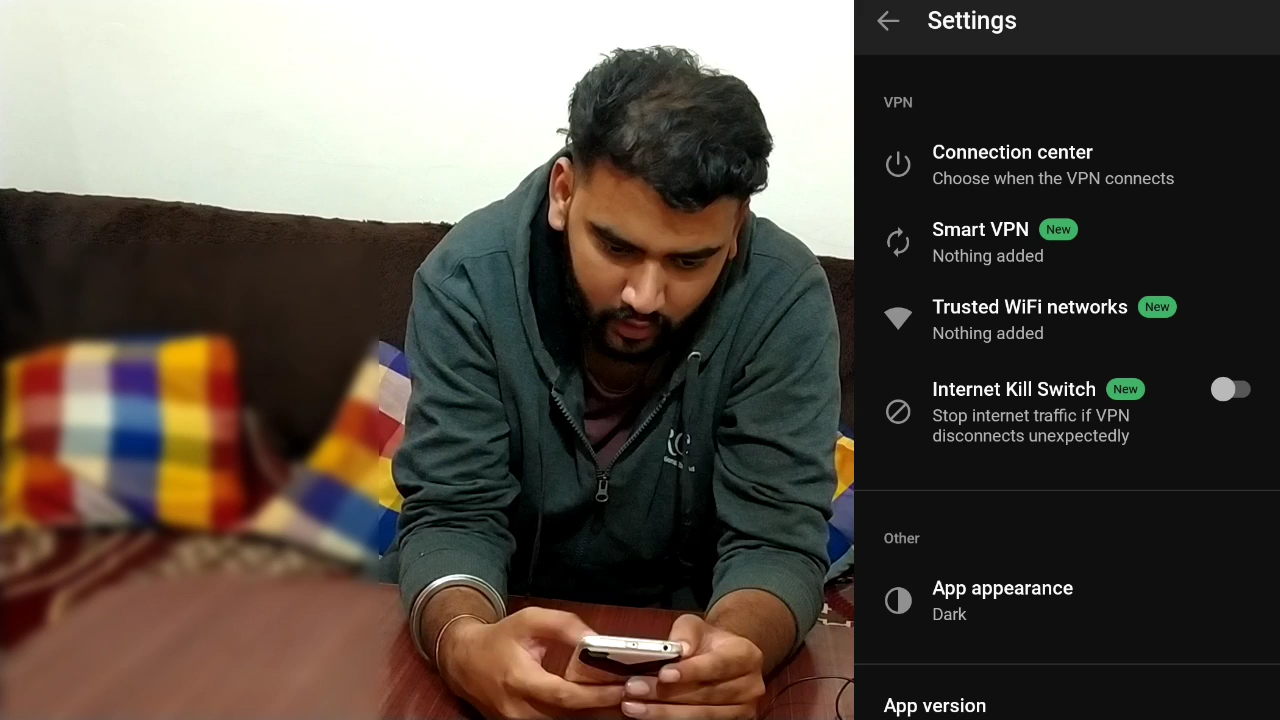 Settings
VPN
Connection center
Choose when the VPN connects
Smart VPN New
Nothing added
Trusted WiFi networks New
Nothing added
Internet Kill Switch New
Stop internet traffic if VPN
disconnects unexpectedly
Other
App appearance
Dark
App version